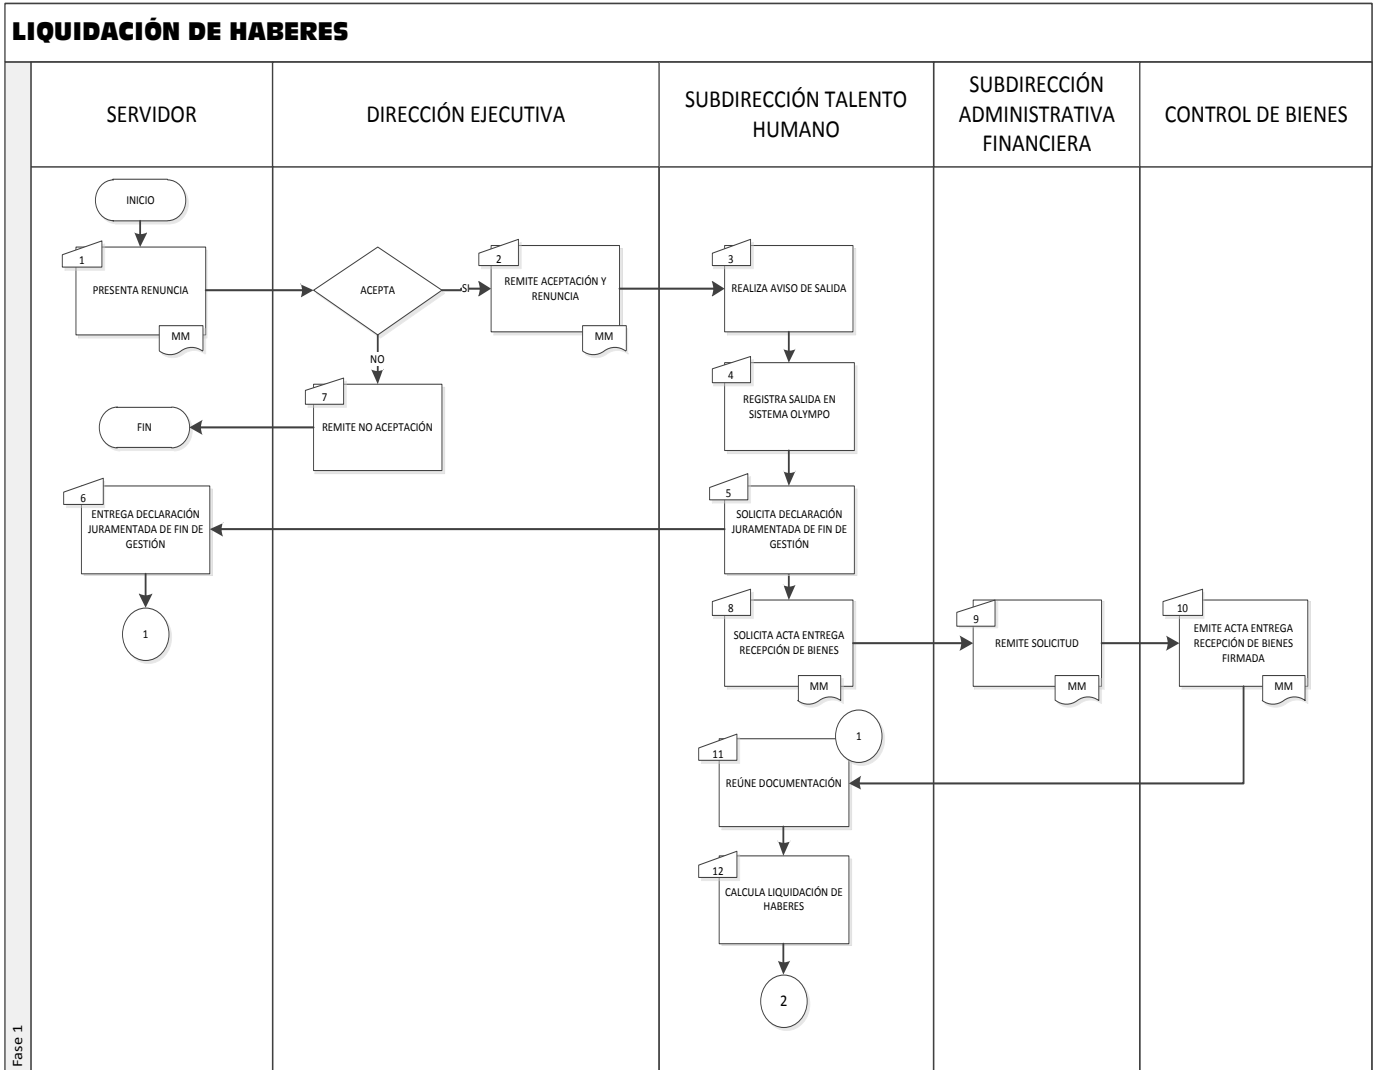 LIQUIDACIÓN DE HABERES
SERVIDOR
DIRECCIÓN EJECUTIVA
SUBDIRECCIÓN TALENTO
HUMANO
SUBDIRECCIÓN
ADMINISTRATIVA
FINANCIERA
CONTROL DE BIENES
INICIO
1
PRESENTA RENUNCIA
MM
ACEPTA
SI
NO
2
REMITE ACEPTACIÓN Y
RENUNCIA
MM
3
REALIZA AVISO DE SALIDA
4
REGISTRA SALIDA EN
SISTEMA OLYMPO
7
REMITE NO ACEPTACIÓN
FIN
5
SOLICITA DECLARACIÓN
JURAMENTADA DE FIN DE
GESTIÓN
6
ENTREGA DECLARACIÓN
JURAMENTADA DE FIN DE
GESTIÓN
1
8
SOLICITA ACTA ENTREGA
RECEPCIÓN DE BIENES
MM
9
REMITE SOLICITUD
MM
10
EMITE ACTA ENTREGA
RECEPCIÓN DE BIENES
FIRMADA
MM
1
11
REÚNE DOCUMENTACIÓN
12
CALCULA LIQUIDACIÓN DE
HABERES
2
Fase 1